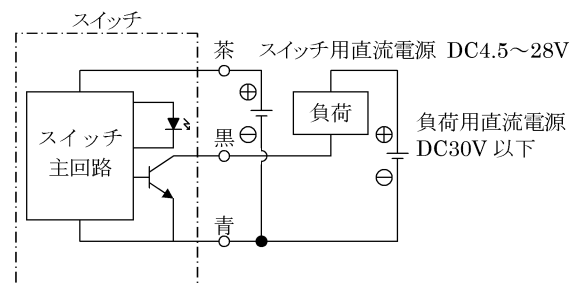 スイッチ
茶
スイッチ用直流電源 DC4.5～28V
⊕
負荷
負荷用直流電源
DC30V 以下
スイッチ
主回路
黒
⊖
⊕
⊖
青